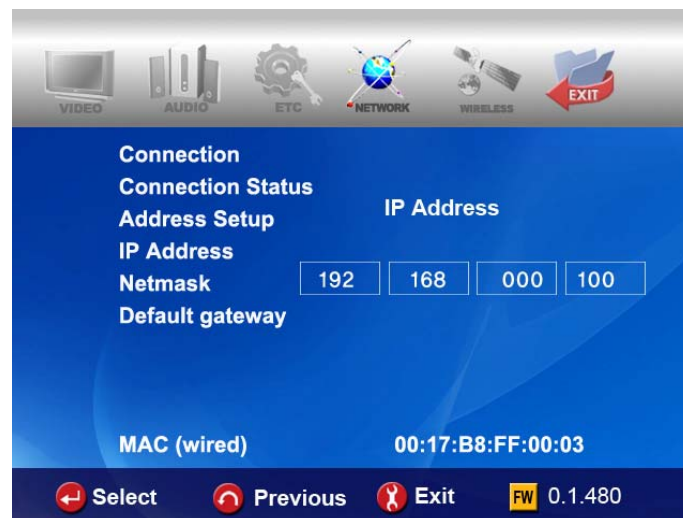 VIDEO AUDIO ETC NETWORK WIRELESS EXIT
Connection
Connection Status
Address Setup
IP Address
IP Address
Netmask
192 168 000 100
Default gateway
MAC (wired) 00:17:B8:FF:00:03
Select Previous Exit FW 0.1.480